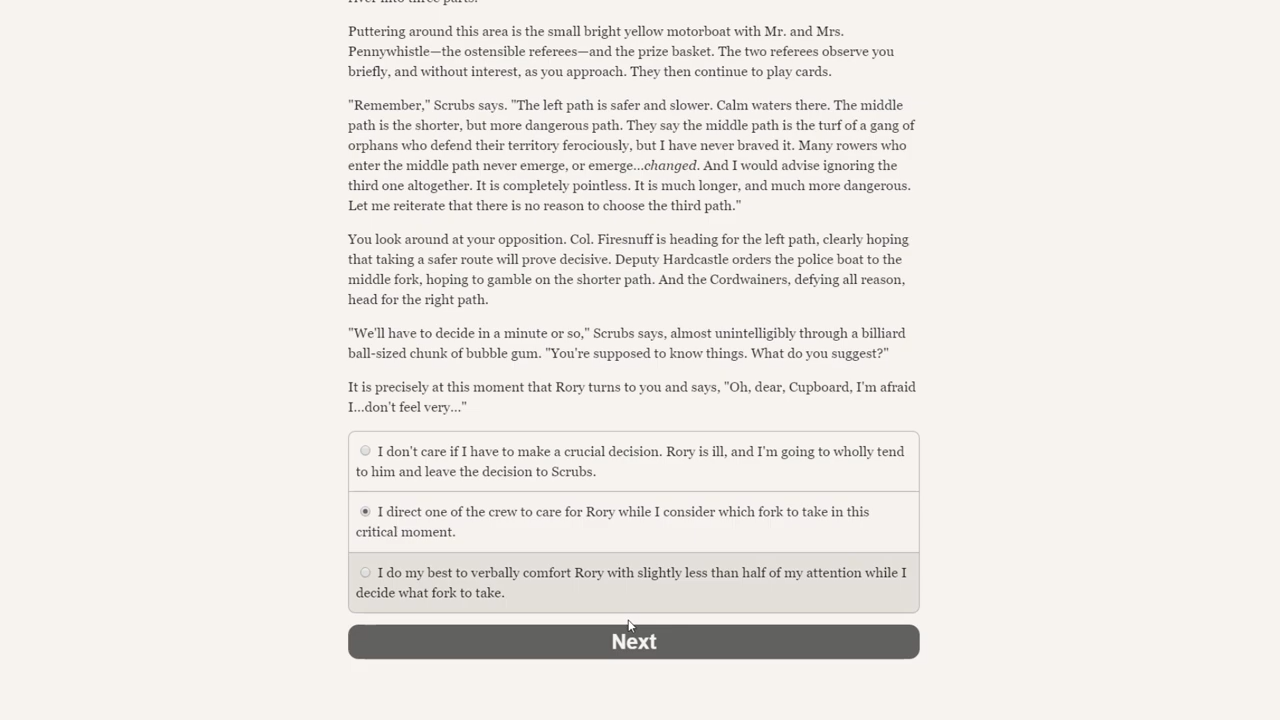 Puttering around this area is the small bright yellow motorboat with Mr. and Mrs.
Pennywhistle—the ostensible referees—and the prize basket. The two referees observe you
briefly, and without interest, as you approach. They then continue to play cards.
"Remember," Scrubs says. "The left path is safer and slower. Calm waters there. The middle
path is the shorter, but more dangerous path. They say the middle path is the turf of a gang of
orphans who defend their territory ferociously, but I have never braved it. Many rowers who
enter the middle path never emerge, or emerge...changed. And I would advise ignoring the
third one altogether. It is completely pointless. It is much longer, and much more dangerous.
Let me reiterate that there is no reason to choose the third path."
You look around at your opposition. Col. Firesnuff is heading for the left path, clearly hoping
that taking a safer route will prove decisive. Deputy Hardcastle orders the police boat to the
middle fork, hoping to gamble on the shorter path. And the Cordwainers, defying all reason,
head for the right path.
"We'll have to decide in a minute or so," Scrubs says, almost unintelligibly through a billiard
ball-sized chunk of bubble gum. "You're supposed to know things. What do you suggest?"
It is precisely at this moment that Rory turns to you and says, "Oh, dear, Cupboard, I'm afraid
I...don't feel very..."
I don't care if I have to make a crucial decision. Rory is ill, and I'm going to wholly tend
to him and leave the decision to Scrubs.
I direct one of the crew to care for Rory while I consider which fork to take in this
critical moment.
I do my best to verbally comfort Rory with slightly less than half of my attention while I
decide what fork to take.
Next